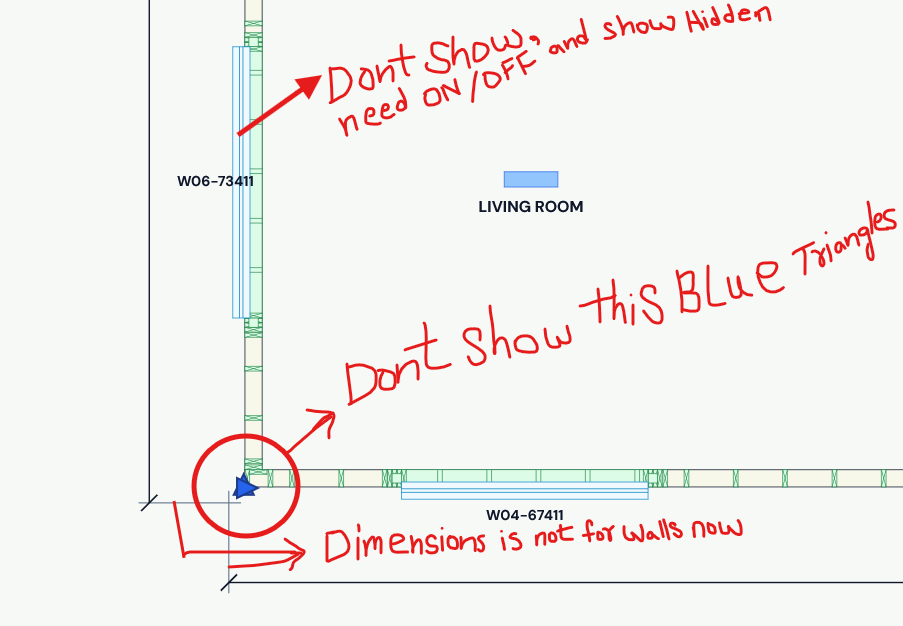 Dont Show, and show Hidden
need ON/OFF
W06-73411
LIVING ROOM
Dont show this BLue Triangles
W04-67411
Dimensions is not for walls now